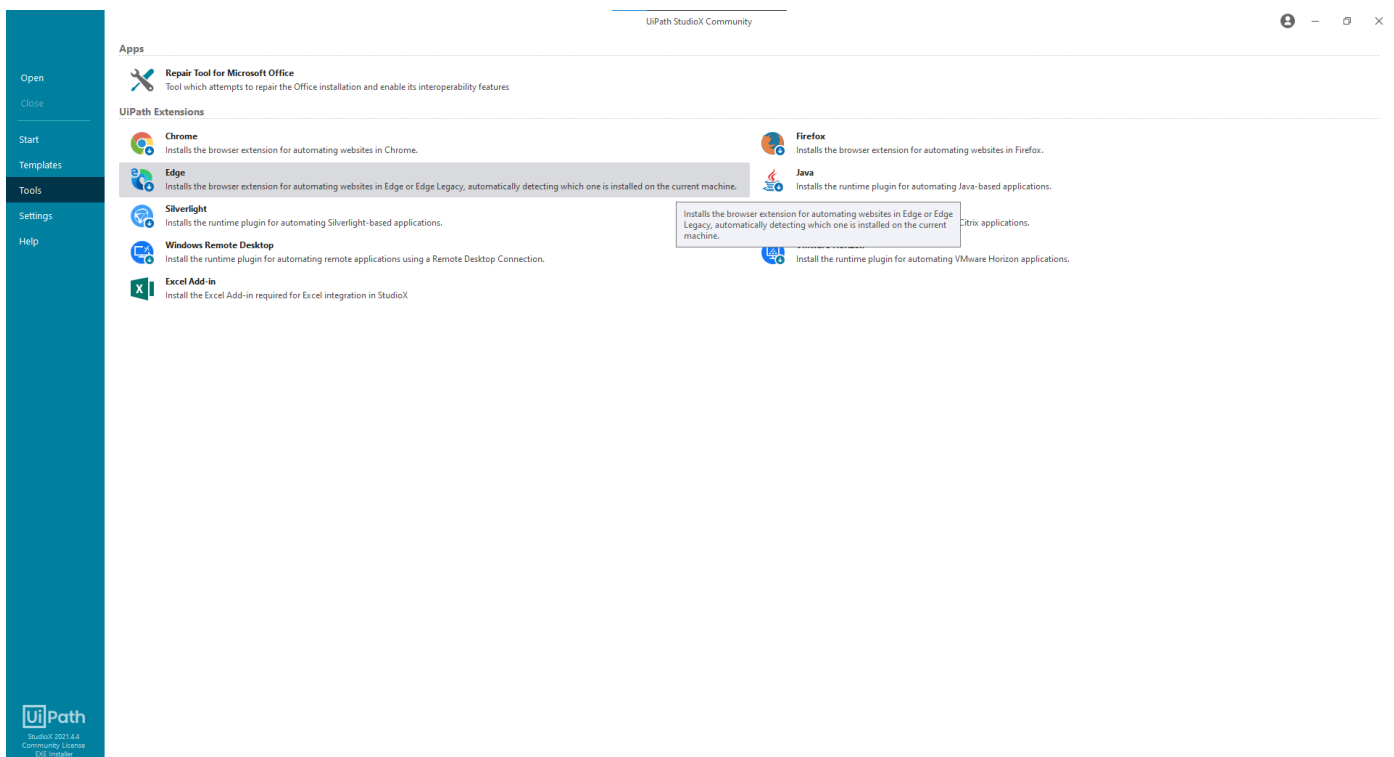 UiPath StudioX Community
Open
Close
Start
Templates
Tools
Settings
Help
Apps
Repair Tool for Microsoft Office
Tool which attempts to repair the Office installation and enable its interoperability features
UiPath Extensions
Chrome
Installs the browser extension for automating websites in Chrome.
Firefox
Installs the browser extension for automating websites in Firefox.
Edge
Installs the browser extension for automating websites in Edge or Edge Legacy, automatically detecting which one is installed on the current machine.
Java
Installs the runtime plugin for automating Java-based applications.
Silverlight
Installs the runtime plugin for automating Silverlight-based applications.
Installs the browser extension for automating websites in Edge or Edge
Legacy, automatically detecting which one is installed on the current
machine.
Citrix applications.
Windows Remote Desktop
Install the runtime plugin for automating remote applications using a Remote Desktop Connection.
Install the runtime plugin for automating VMware Horizon applications.
Excel Add-in
Install the Excel Add-in required for Excel integration in StudioX
UiPath
StudioX 2021.4.4
Community License
EXE Installer